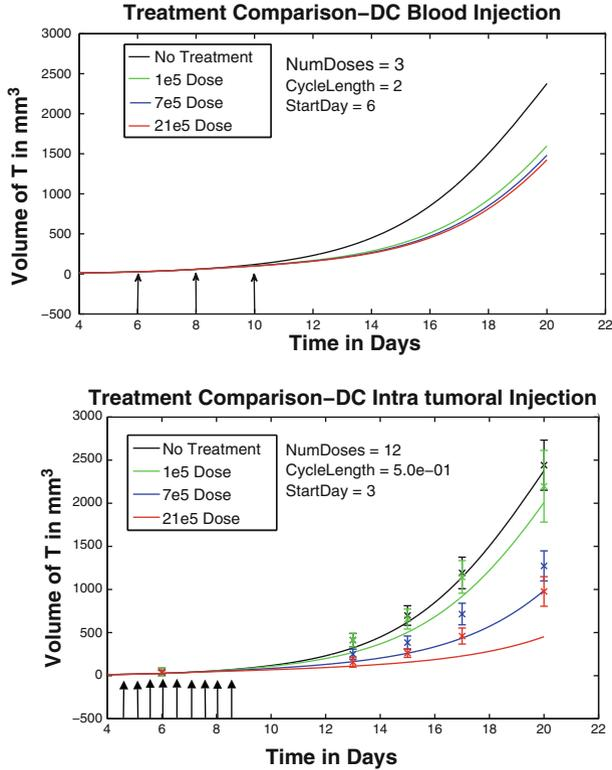 Treatment Comparison–DC Blood Injection
3000
2500
2000
1500
1000
500
0
−500
Volume of T in mm³
No Treatment
1e5 Dose
7e5 Dose
21e5 Dose
NumDoses = 3
CycleLength = 2
StartDay = 6
4 6 8 10 12 14 16 18 20 22
Time in Days
Treatment Comparison–DC Intra tumoral Injection
3000
2500
2000
1500
1000
500
0
−500
Volume of T in mm³
No Treatment
1e5 Dose
7e5 Dose
21e5 Dose
NumDoses = 12
CycleLength = 5.0e−01
StartDay = 3
4 6 8 10 12 14 16 18 20 22
Time in Days